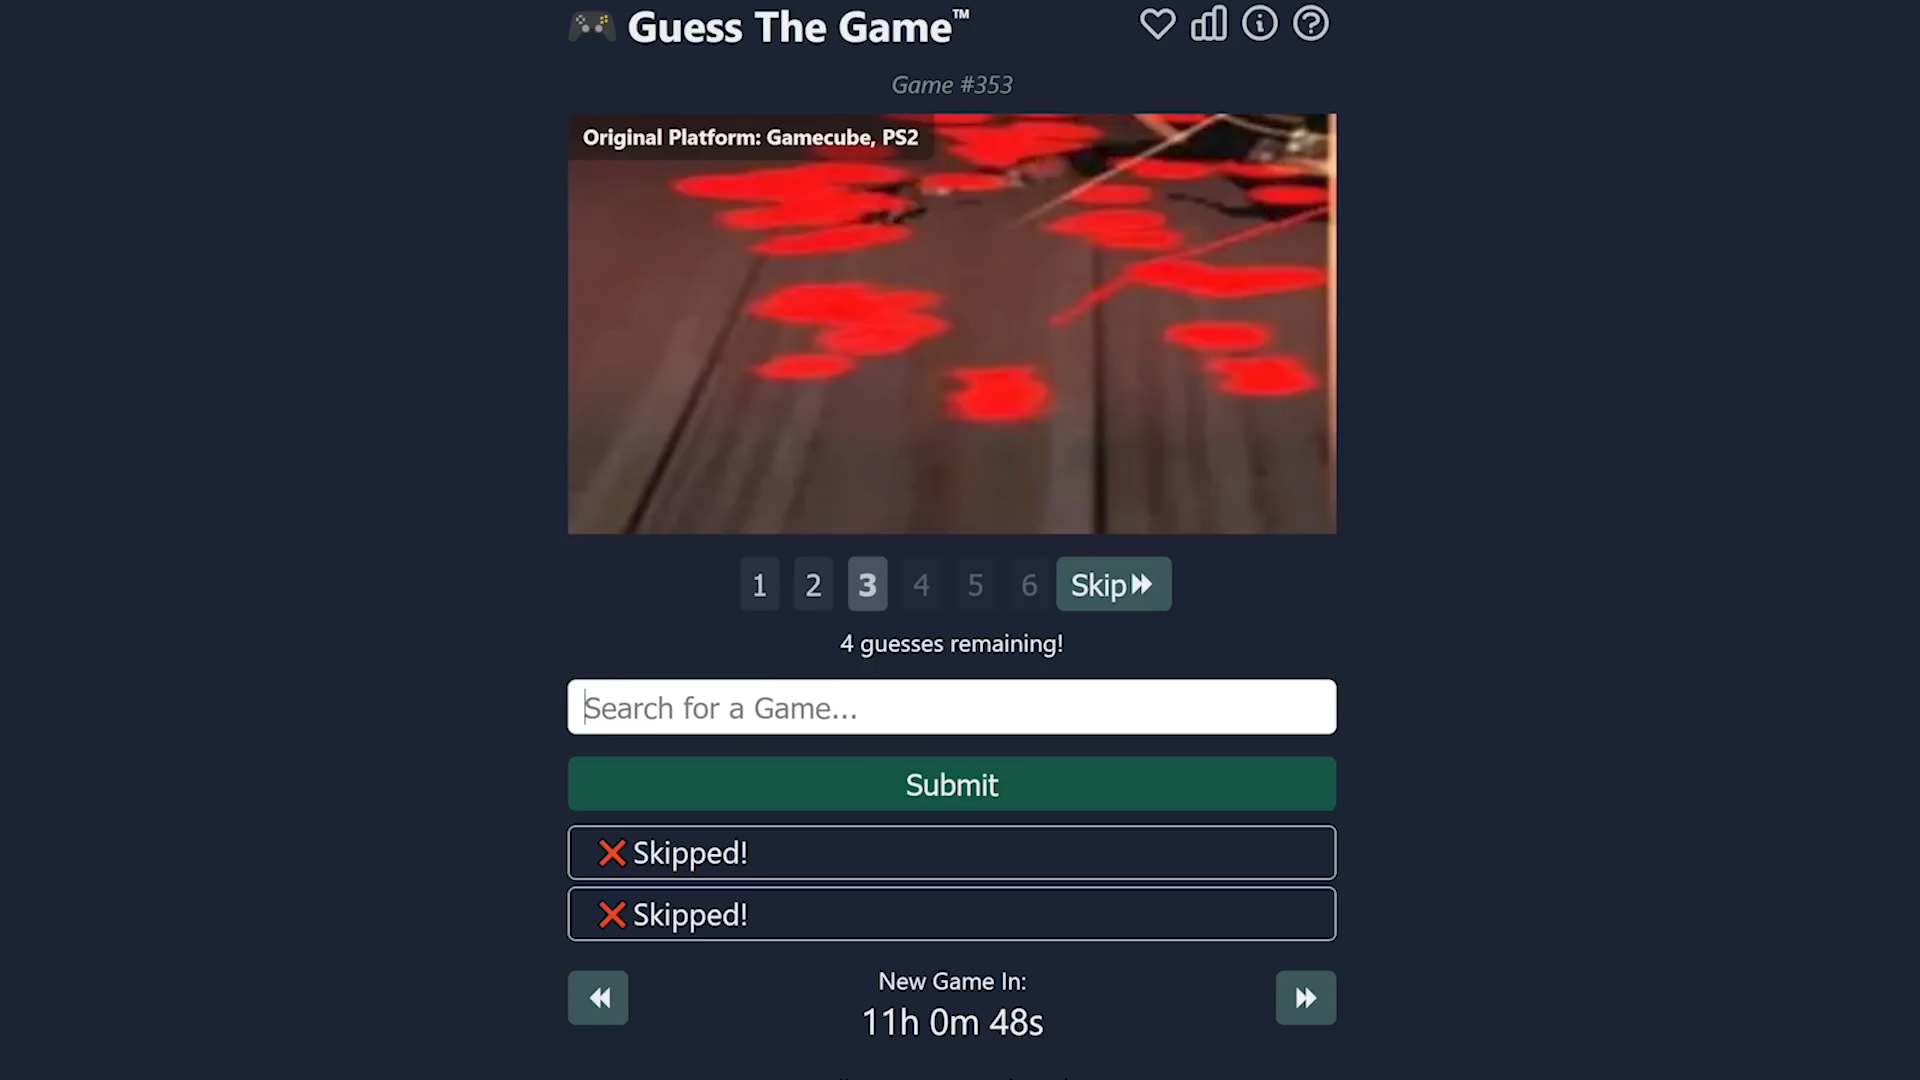 Guess The Game™
Game #353
Original Platform: Gamecube, PS2
1 2 3 4 5 6 Skip
4 guesses remaining!
Search for a Game...
Submit
Skipped!
Skipped!
New Game In:
11h 0m 48s